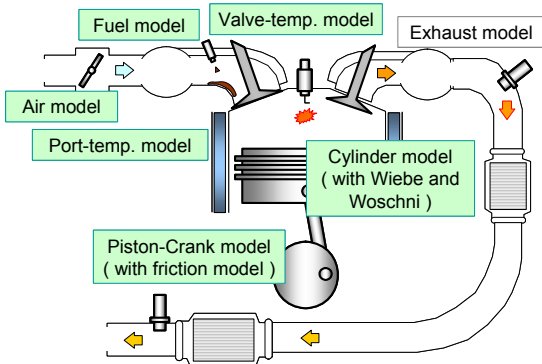 Fuel model
Valve-temp. model
Exhaust model
Air model
Port-temp. model
Cylinder model
( with Wiebe and
Woschni )
Piston-Crank model
( with friction model )